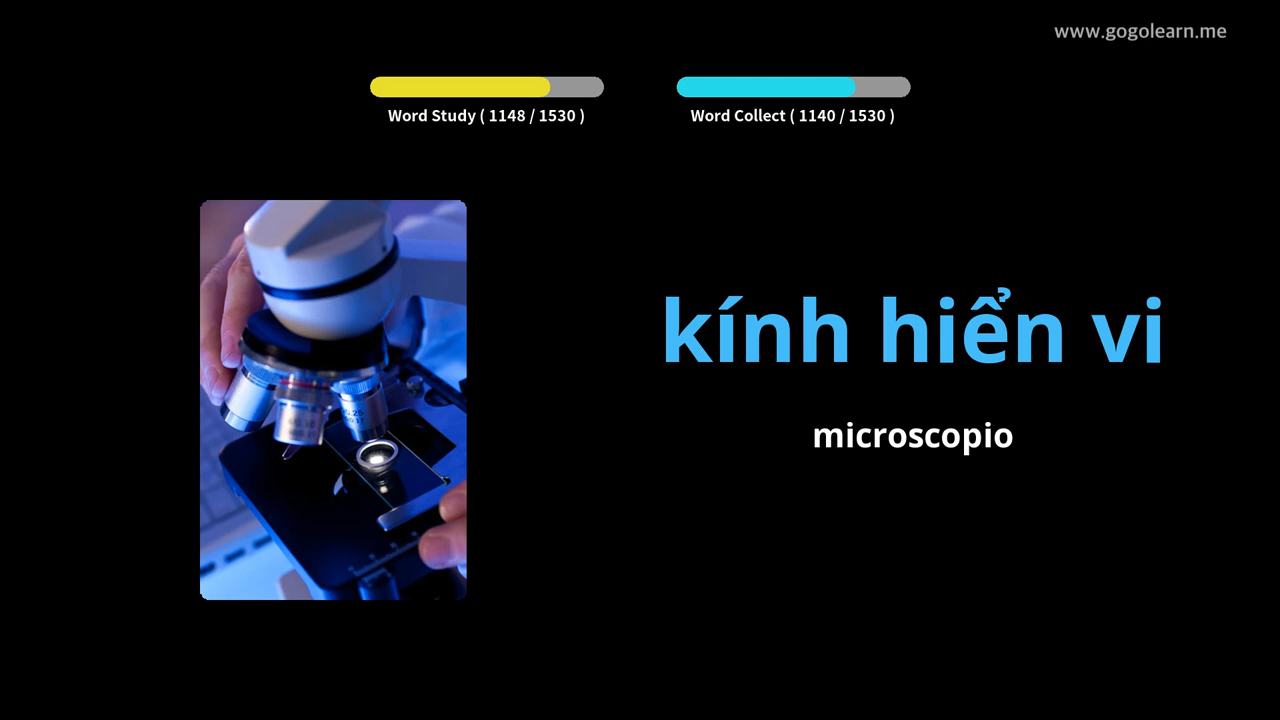 www.gogolearn.me
Word Study ( 1148 / 1530 )
Word Collect ( 1140 / 1530 )
kính hiển vi
microscopio